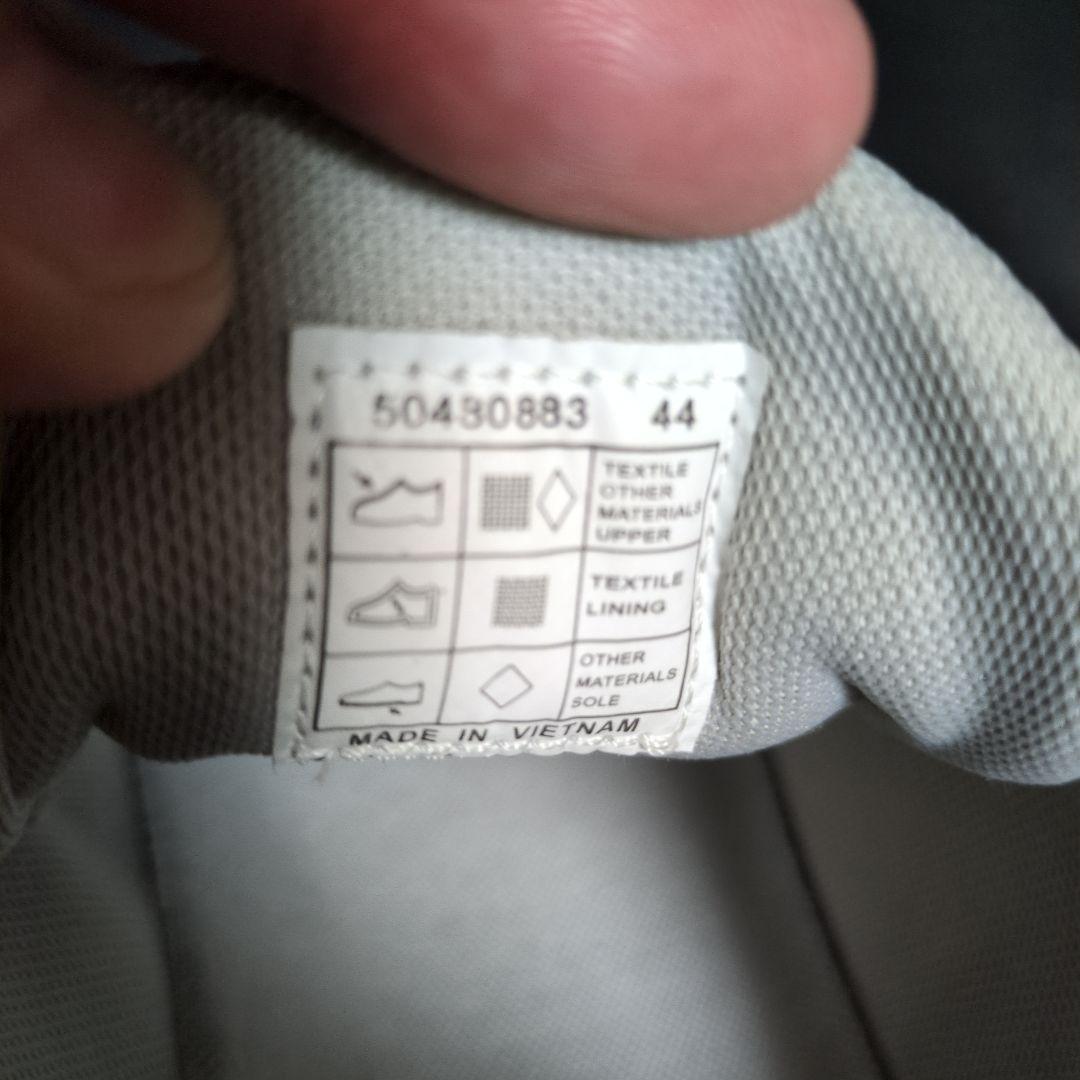 50430883 44
TEXTILE
OTHER
MATERIALS
UPPER
TEXTILE
LINING
OTHER
MATERIALS
SOLE
MADE IN VIETNAM